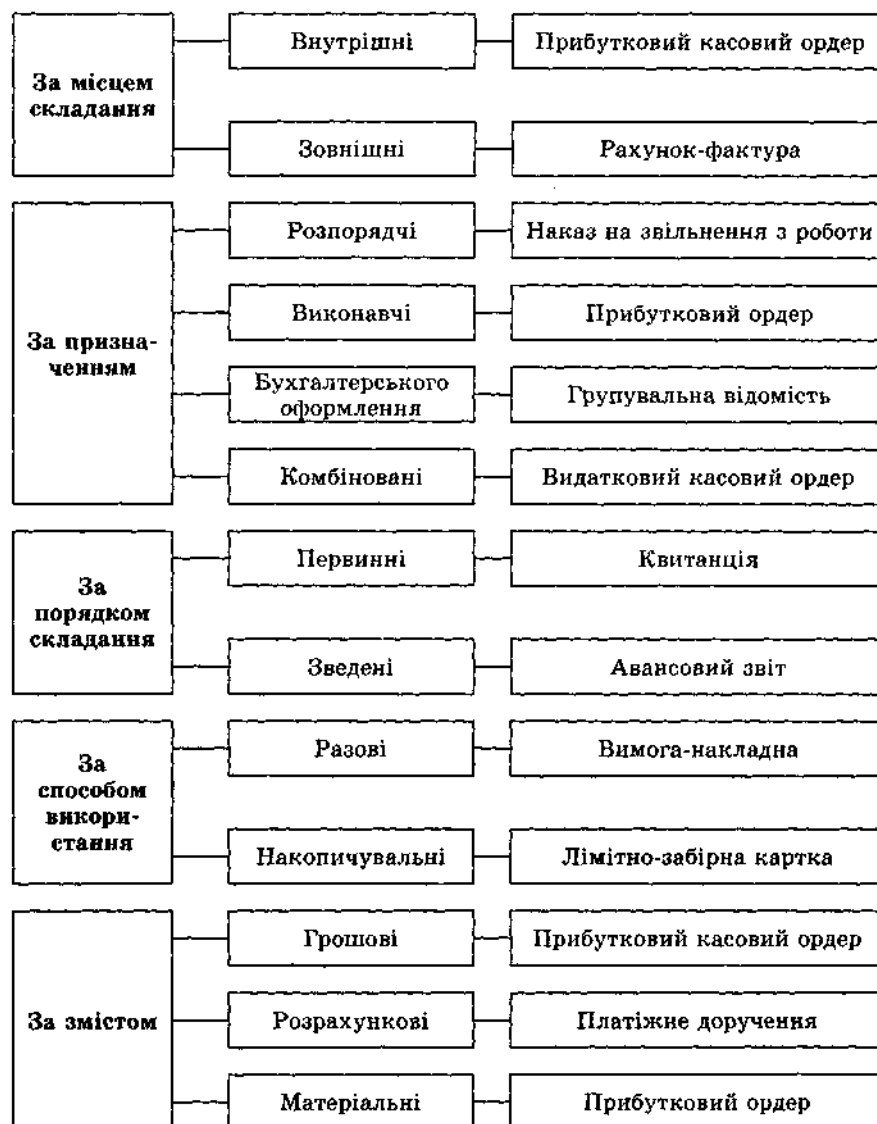 За місцем
складання
Внутрішні
Прибутковий касовий ордер
Зовнішні
Рахунок-фактура
За призна-
ченням
Розпорядчі
Наказ на звільнення з роботи
Виконавчі
Прибутковий ордер
Бухгалтерського
оформлення
Групувальна відомість
Комбіновані
Видатковий касовий ордер
За
порядком
складання
Первинні
Квитанція
Зведені
Авансовий звіт
За
способом
викори-
стання
Разові
Вимога-накладна
Накопичувальні
Лімітно-забірна картка
За змістом
Грошові
Прибутковий касовий ордер
Розрахункові
Платіжне доручення
Матеріальні
Прибутковий ордер